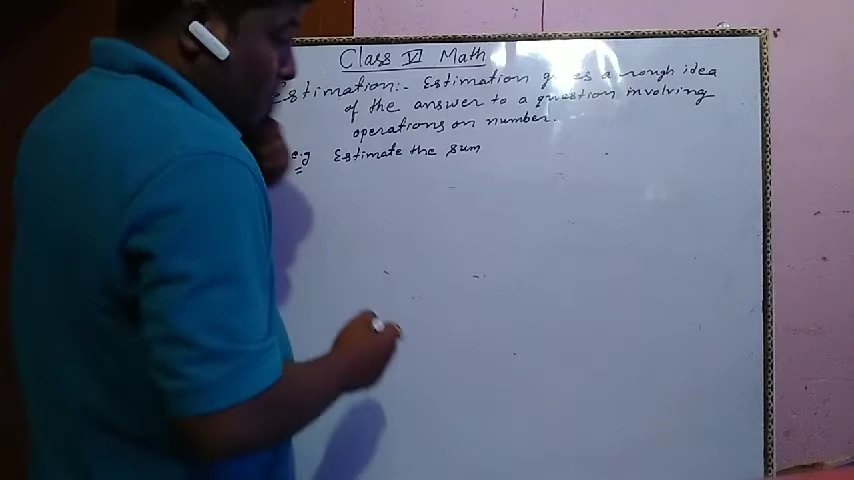 Class VI Math
Estimation:- Estimation gives a rough idea
of the answer to a question involving
operations on number.
e.g Estimate the sum